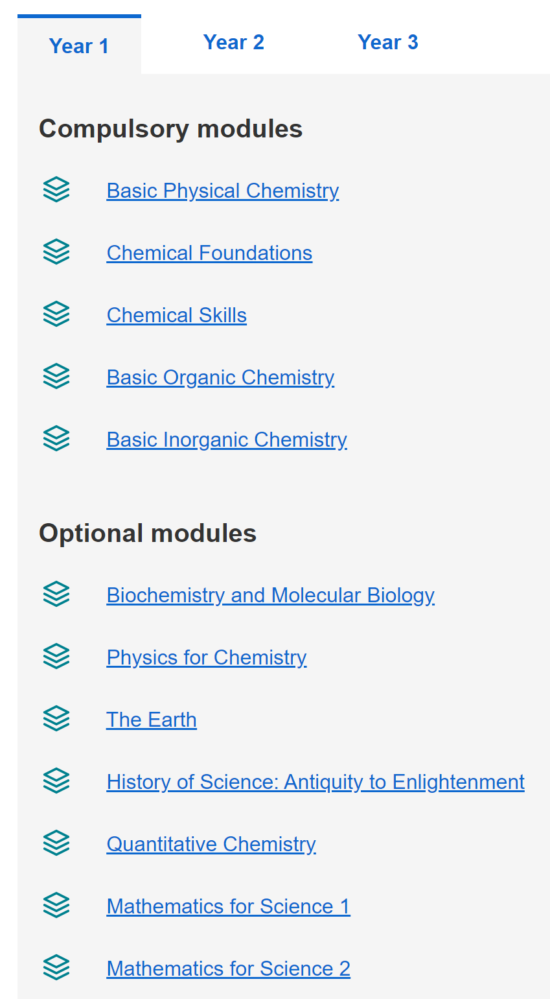 Year 1 Year 2 Year 3
Compulsory modules
Basic Physical Chemistry
Chemical Foundations
Chemical Skills
Basic Organic Chemistry
Basic Inorganic Chemistry
Optional modules
Biochemistry and Molecular Biology
Physics for Chemistry
The Earth
History of Science: Antiquity to Enlightenment
Quantitative Chemistry
Mathematics for Science 1
Mathematics for Science 2